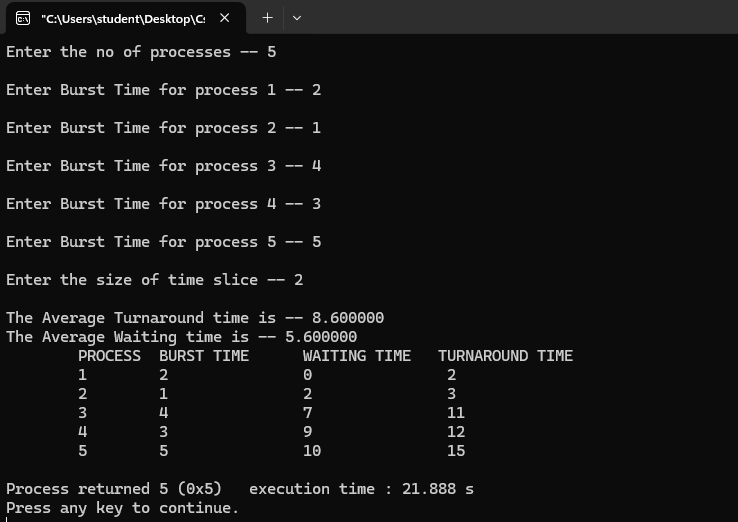 "C:\Users\student\Desktop\Cs
Enter the no of processes -- 5
Enter Burst Time for process 1 -- 2
Enter Burst Time for process 2 -- 1
Enter Burst Time for process 3 -- 4
Enter Burst Time for process 4 -- 3
Enter Burst Time for process 5 -- 5
Enter the size of time slice -- 2
The Average Turnaround time is -- 8.600000
The Average Waiting time is -- 5.600000
PROCESS BURST TIME WAITING TIME TURNAROUND TIME
1 2 0 2
2 1 2 3
3 4 7 11
4 3 9 12
5 5 10 15
Process returned 5 (0x5) execution time : 21.888 s
Press any key to continue.